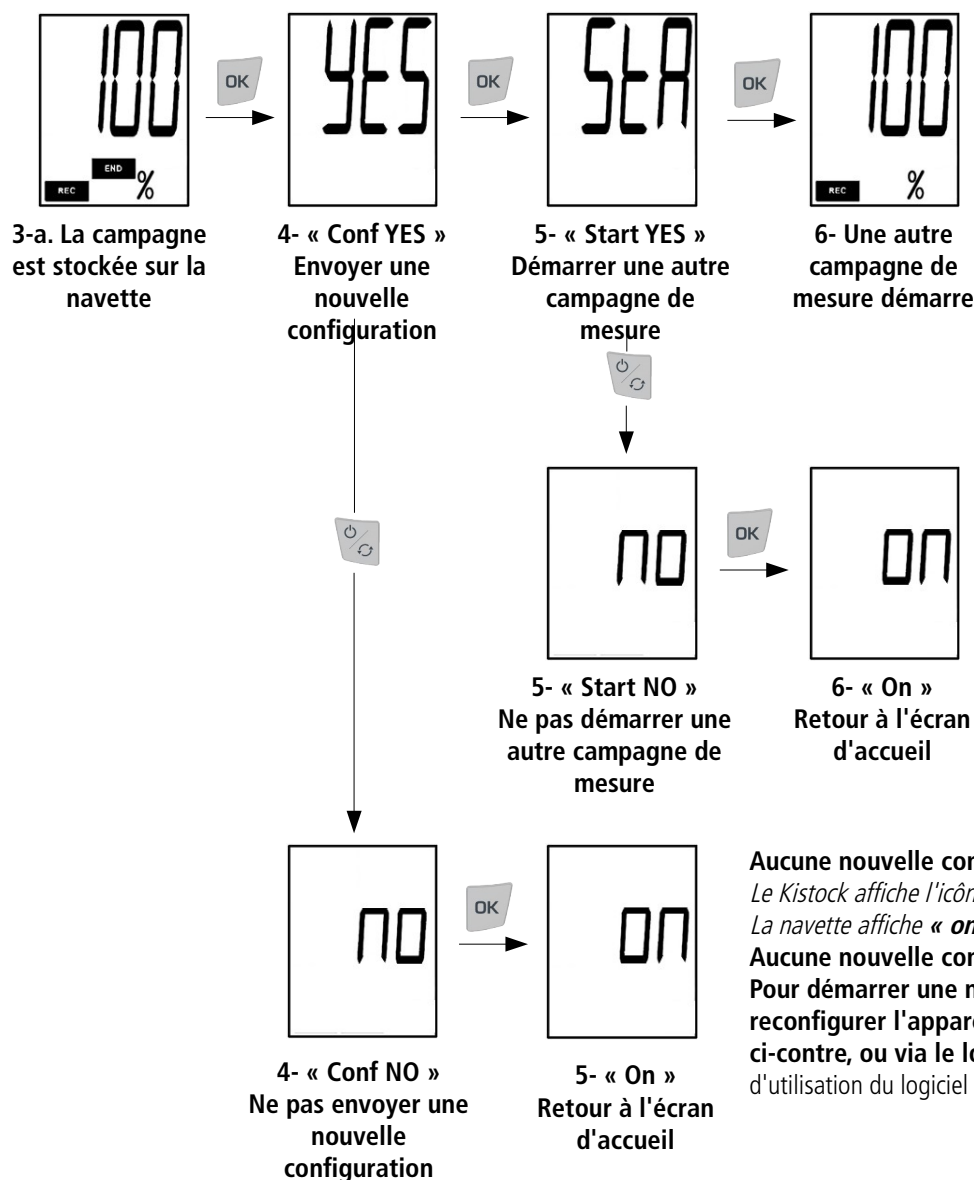 100
END
REC %
OK
YES
OK
StA
OK
100
REC %
3-a. La campagne
est stockée sur la
navette
4- « Conf YES »
Envoyer une
nouvelle
configuration
5- « Start YES »
Démarrer une autre
campagne de
mesure
6- Une autre
campagne de
mesure démarre
no
OK
on
5- « Start NO »
Ne pas démarrer une
autre campagne de
mesure
6- « On »
Retour à l'écran
d'accueil
no
OK
on
4- « Conf NO »
Ne pas envoyer une
nouvelle
configuration
5- « On »
Retour à l'écran
d'accueil
Aucune nouvelle
Le Kistock affiche
La navette affiche « on
Aucune nouvelle
Pour démarrer une
reconfigurer
ci-contre, ou via le
d'utilisation du logiciel